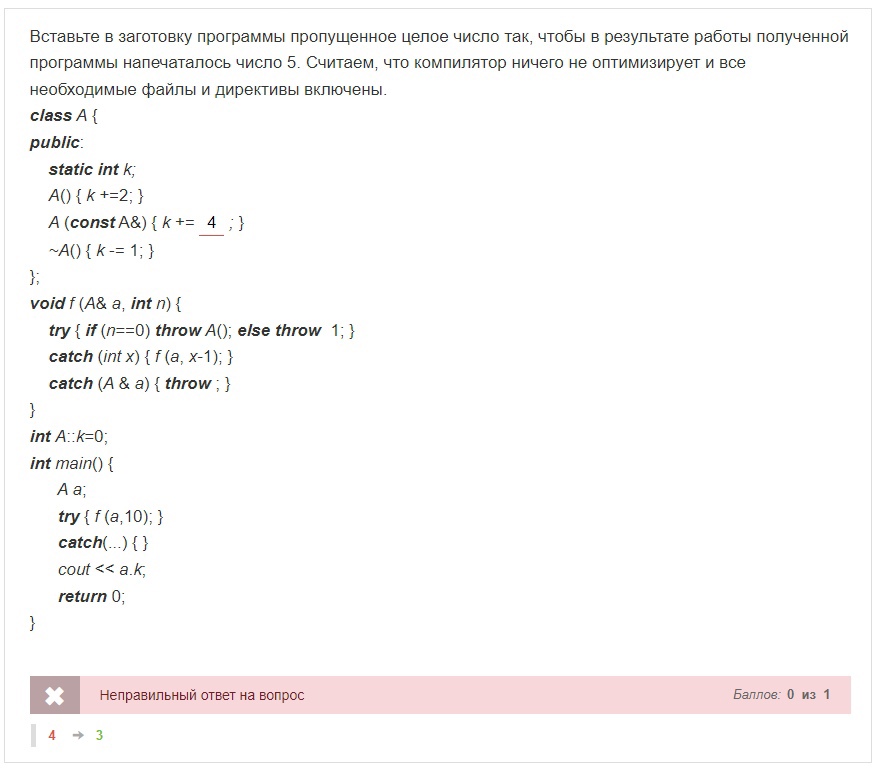 Вставьте в заготовку программы пропущенное целое число так, чтобы в результате работы полученной
программы напечаталось число 5. Считаем, что компилятор ничего не оптимизирует и все
необходимые файлы и директивы включены.
class A {
public:
static int k;
A() { k +=2; }
A (const A&) { k += 4 ; }
~A() { k -= 1; }
};
void f (A& a, int n) {
try { if (n==0) throw A(); else throw 1; }
catch (int x) { f (a, x-1); }
catch (A & a) { throw ; }
}
int A::k=0;
int main() {
A a;
try { f (a,10); }
catch(...) { }
cout << a.k;
return 0;
}
Неправильный ответ на вопрос Баллов: 0 из 1
4 → 3